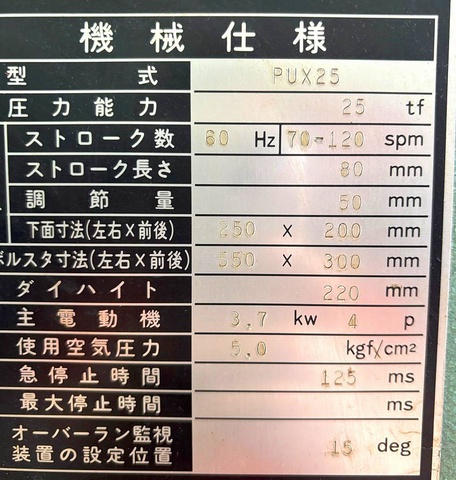 機械仕様
型式 PUX25
圧力能力 25 tf
ストローク数 60 Hz 70-120 spm
ストローク長さ 80 mm
調節量 50 mm
下面寸法(左右×前後) 250 × 200 mm
ボルスタ寸法(左右×前後) 550 × 300 mm
ダイハイト 220 mm
主電動機 3.7 kw 4 p
使用空気圧力 5.0 kgf/cm²
急停止時間 125 ms
最大停止時間 ms
オーバーラン監視
装置の設定位置 15 deg